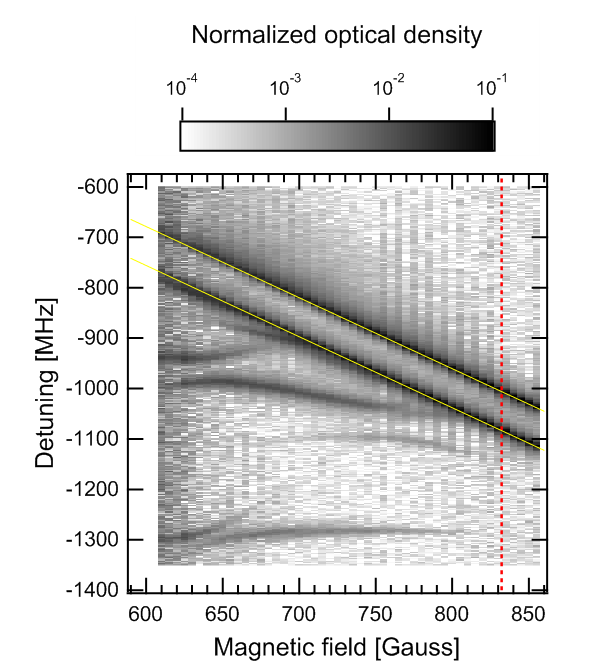 Normalized optical density
10⁻⁴ 10⁻³ 10⁻² 10⁻¹
-600
-700
-800
-900
-1000
-1100
-1200
-1300
-1400
Detuning [MHz]
600 650 700 750 800 850
Magnetic field [Gauss]